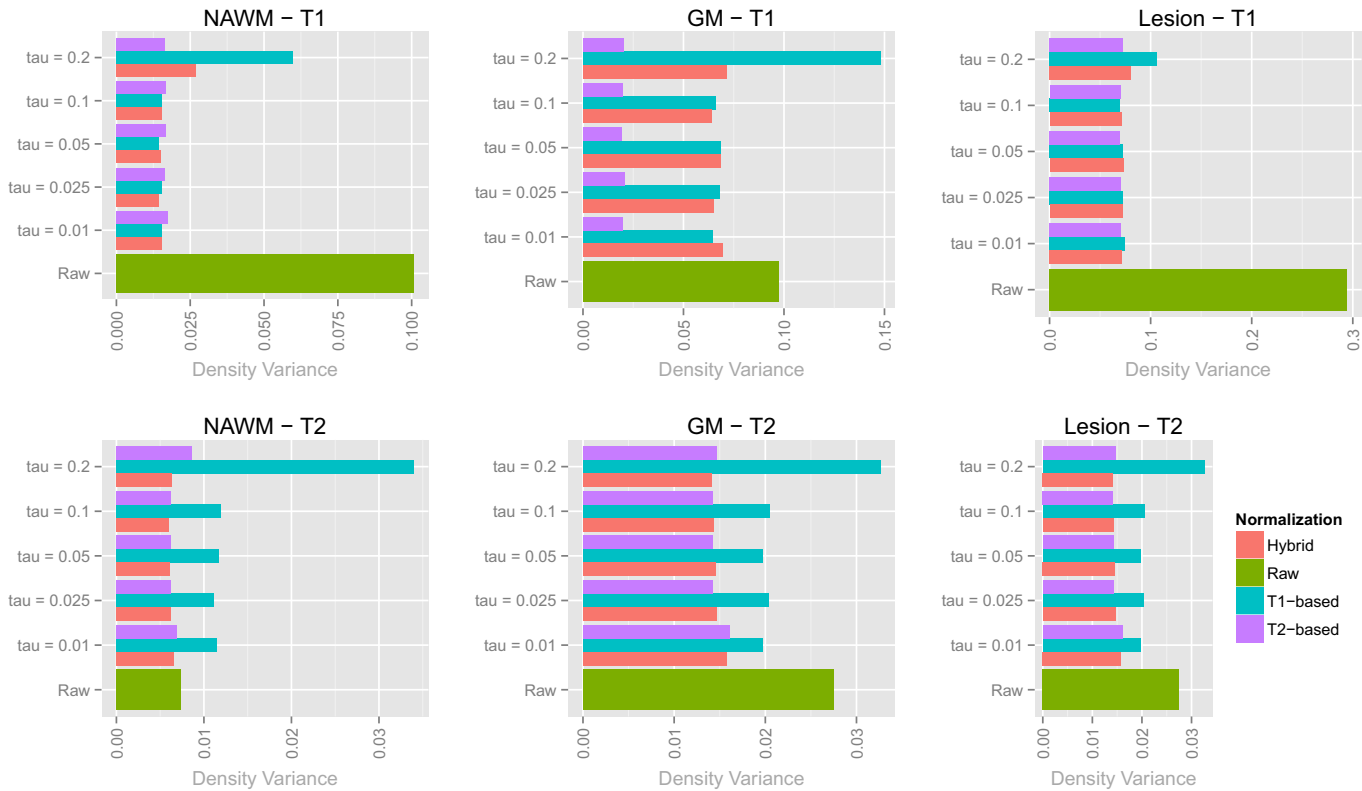 NAWM − T1
tau = 0.2
tau = 0.1
tau = 0.05
tau = 0.025
tau = 0.01
Raw
0.000
0.025
0.050
0.075
0.100
Density Variance
GM − T1
tau = 0.2
tau = 0.1
tau = 0.05
tau = 0.025
tau = 0.01
Raw
0.00
0.05
0.10
0.15
Density Variance
Lesion − T1
tau = 0.2
tau = 0.1
tau = 0.05
tau = 0.025
tau = 0.01
Raw
0.0
0.1
0.2
0.3
Density Variance
NAWM − T2
tau = 0.2
tau = 0.1
tau = 0.05
tau = 0.025
tau = 0.01
Raw
0.00
0.01
0.02
0.03
Density Variance
GM − T2
tau = 0.2
tau = 0.1
tau = 0.05
tau = 0.025
tau = 0.01
Raw
0.00
0.01
0.02
0.03
Density Variance
Lesion − T2
tau = 0.2
tau = 0.1
tau = 0.05
tau = 0.025
tau = 0.01
Raw
0.00
0.01
0.02
0.03
Density Variance
Normalization
Hybrid
Raw
T1−based
T2−based